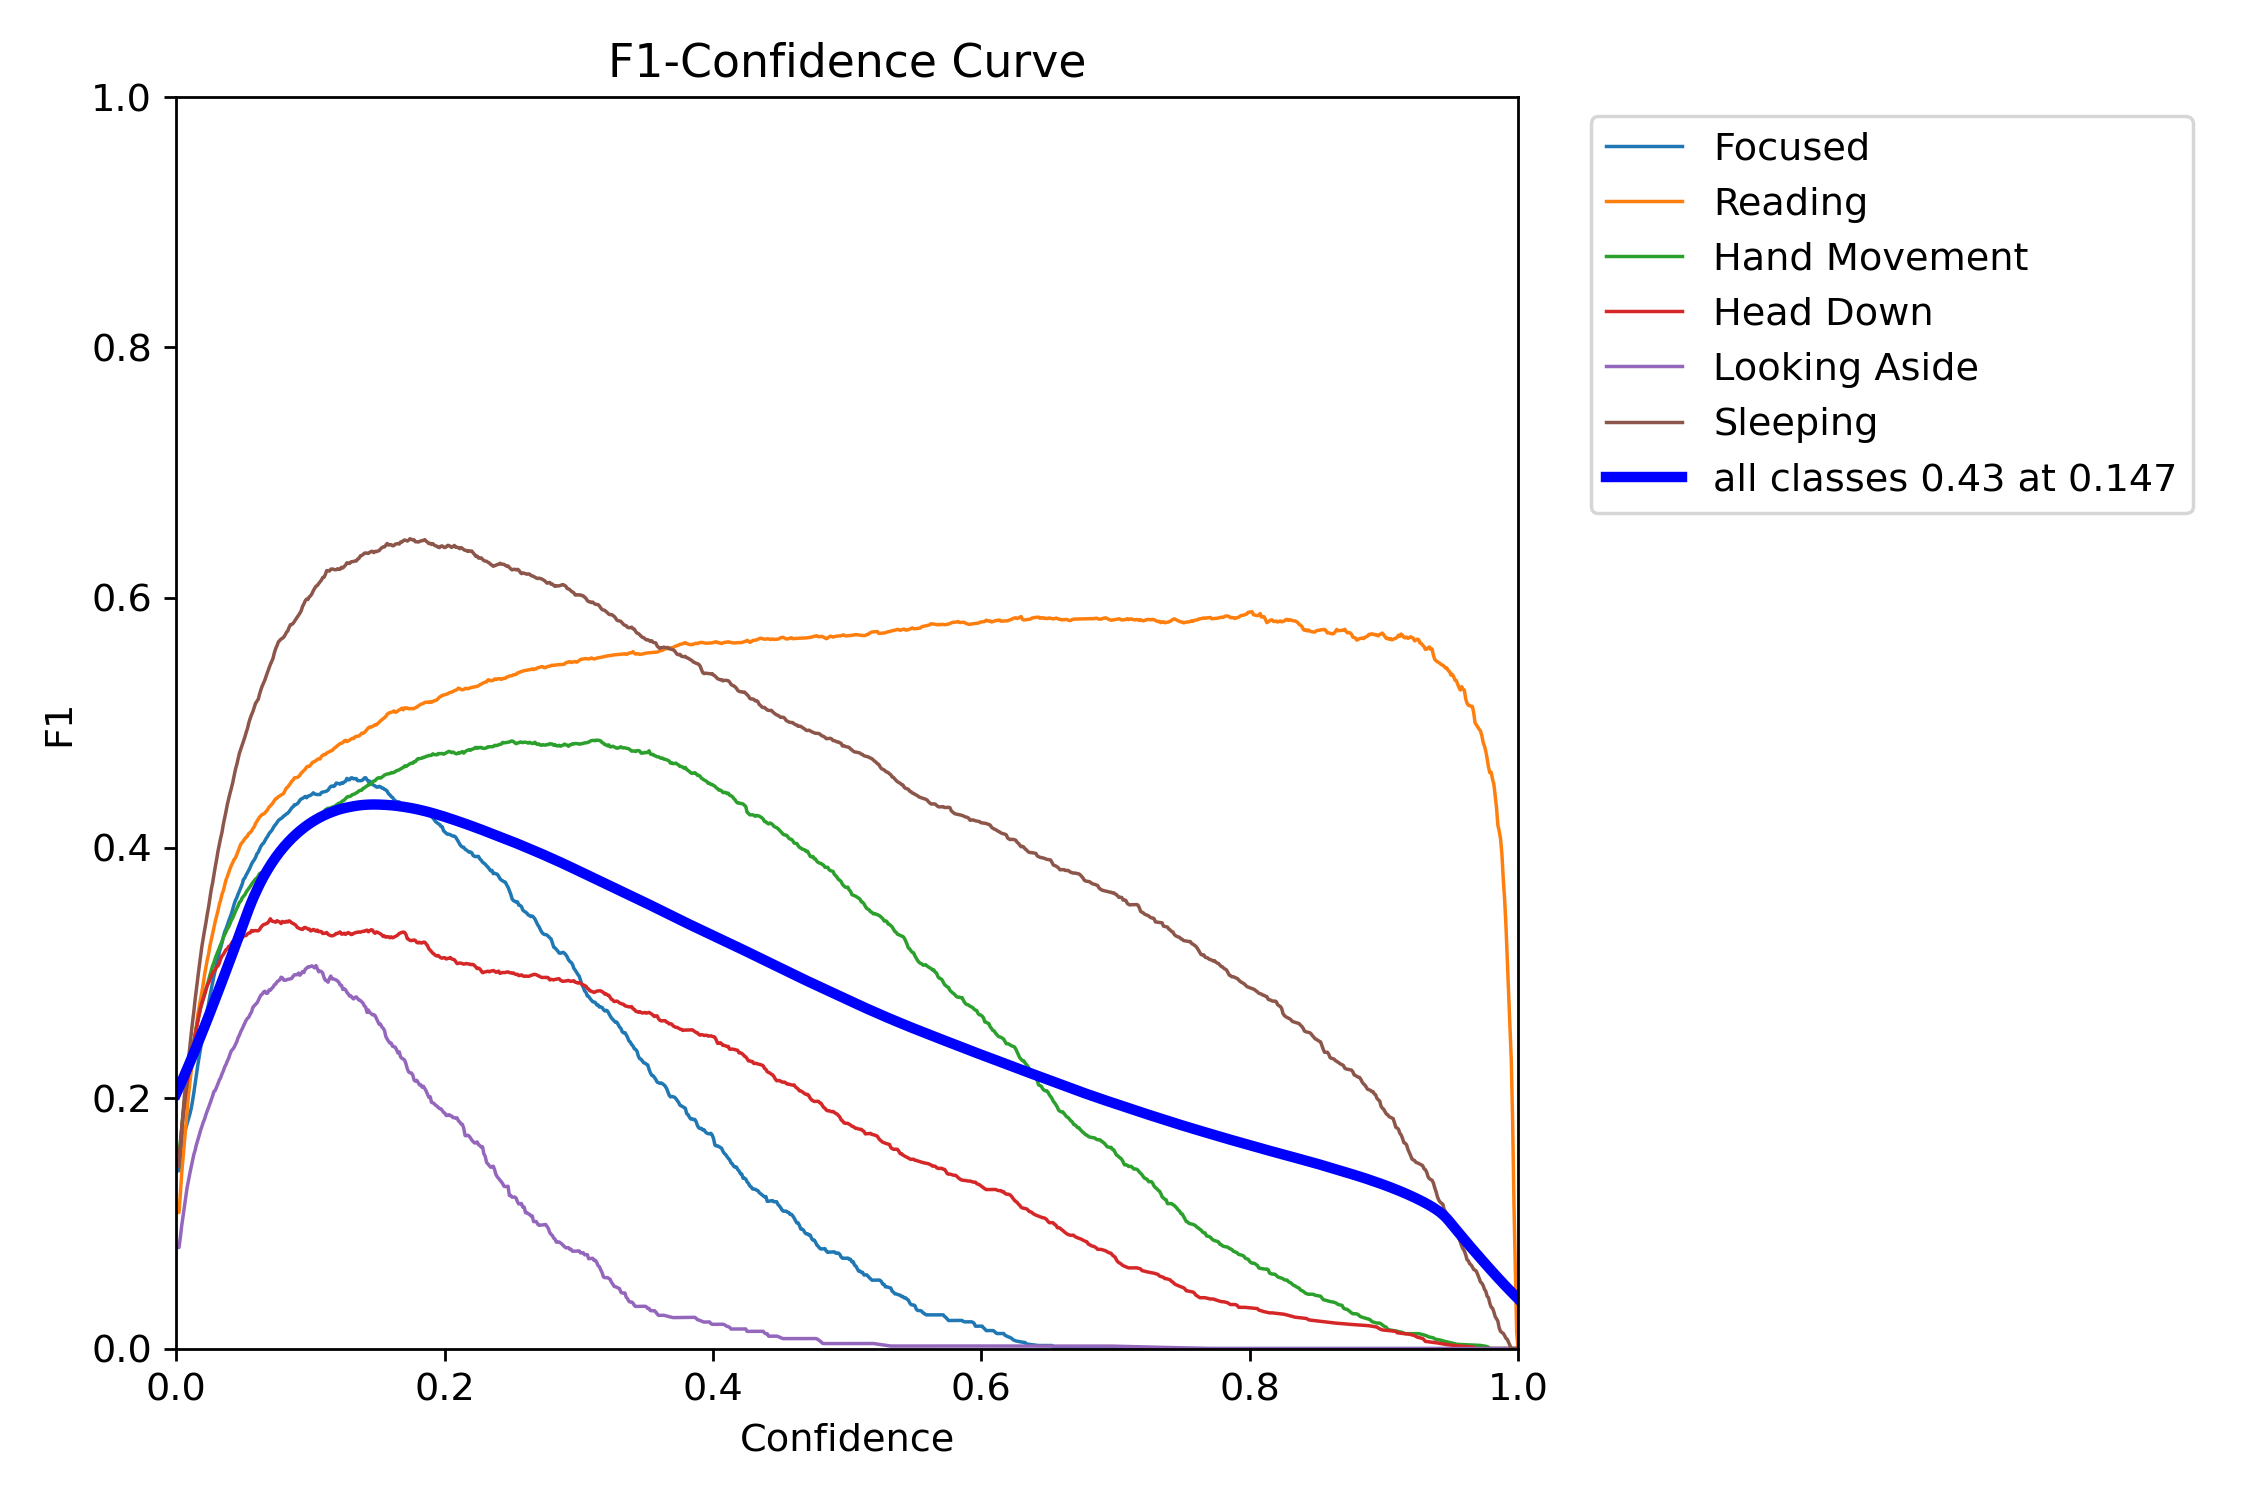 F1-Confidence Curve
1.0
0.8
0.6
0.4
0.2
0.0
F1
0.0 0.2 0.4 0.6 0.8 1.0
Confidence
Focused
Reading
Hand Movement
Head Down
Looking Aside
Sleeping
all classes 0.43 at 0.147